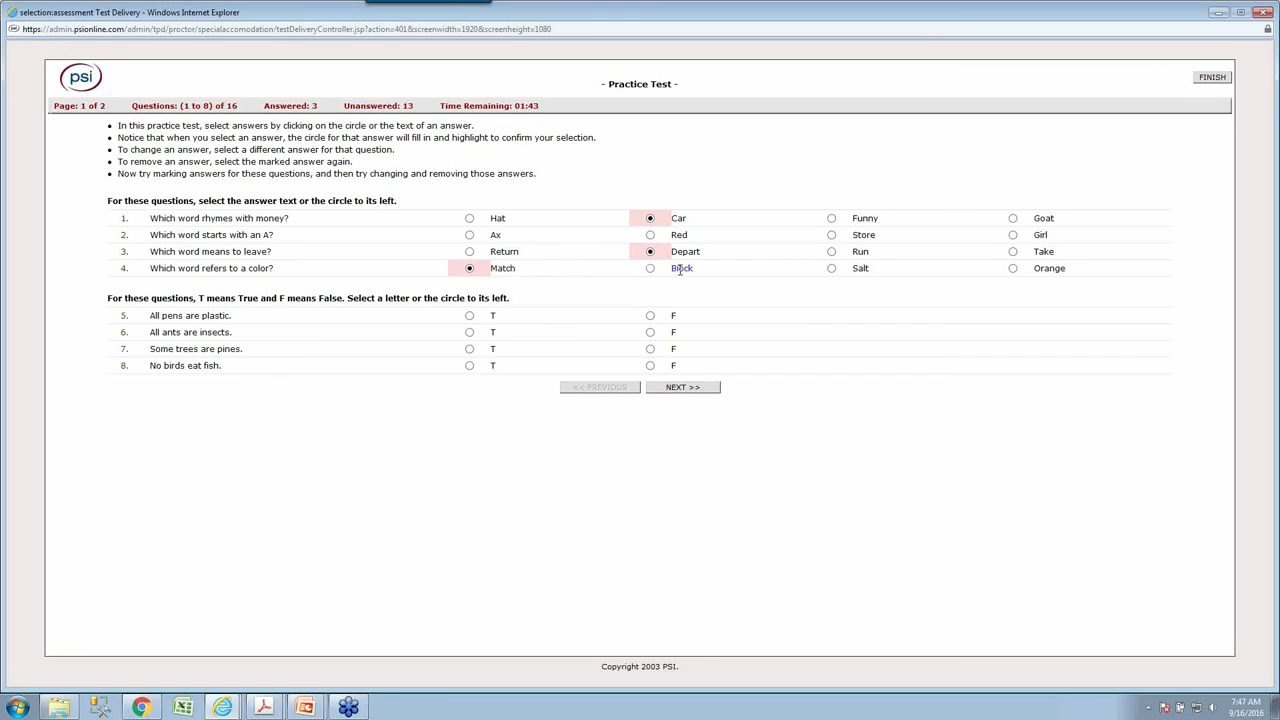 selection:assessment Test Delivery - Windows Internet Explorer
https://admin.psionline.com/admin/tpd/proctor/specialaccomodation/testDeliveryController.jsp?action=401&screenwidth=1920&screenheight=1080
psi
- Practice Test -
FINISH
Page: 1 of 2 Questions: (1 to 8) of 16 Answered: 3 Unanswered: 13 Time Remaining: 01:43
• In this practice test, select answers by clicking on the circle or the text of an answer.
• Notice that when you select an answer, the circle for that answer will fill in and highlight to confirm your selection.
• To change an answer, select a different answer for that question.
• To remove an answer, select the marked answer again.
• Now try marking answers for these questions, and then try changing and removing those answers.
For these questions, select the answer text or the circle to its left.
1. Which word rhymes with money? Hat Car Funny Goat
2. Which word starts with an A? Ax Red Store Girl
3. Which word means to leave? Return Depart Run Take
4. Which word refers to a color? Match Salt Orange
For these questions, T means True and F means False. Select a letter or the circle to its left.
5. All pens are plastic. T F
6. All ants are insects. T F
7. Some trees are pines. T F
8. No birds eat fish. T F
<< PREVIOUS NEXT >>
Copyright 2003 PSI.
7:47 AM
9/16/2016